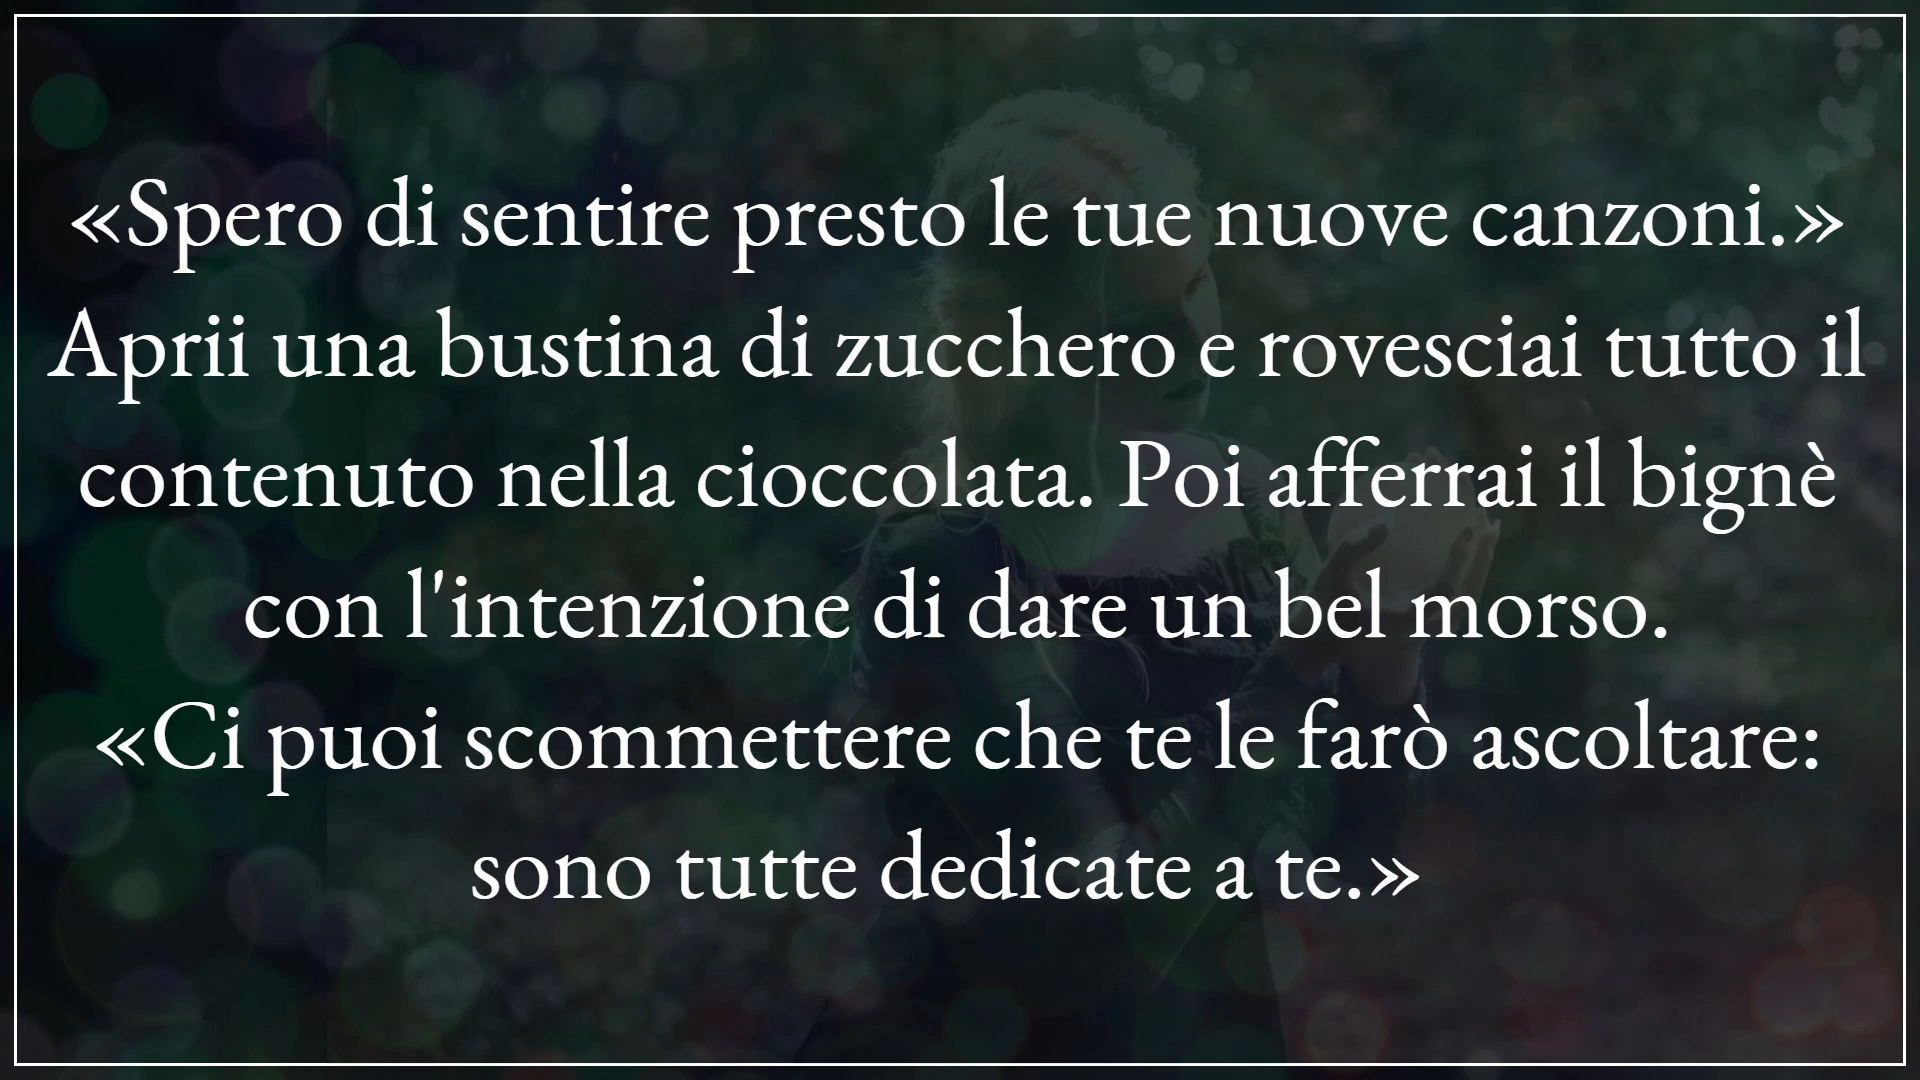 «Spero di sentire presto le tue nuove canzoni.»
Aprii una bustina di zucchero e rovesciai tutto il
contenuto nella cioccolata. Poi afferrai il bignè
con l'intenzione di dare un bel morso.
«Ci puoi scommettere che te le farò ascoltare:
sono tutte dedicate a te.»